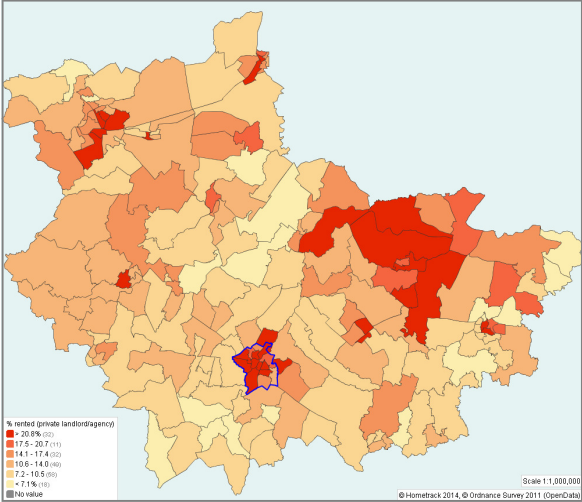 % rented (private landlord/agency)
> 20.8% (32)
17.5 - 20.7 (11)
14.1 - 17.4 (32)
10.6 - 14.0 (49)
7.2 - 10.5 (68)
< 7.1% (18)
No value
Scale 1:1,000,000
© Hometrack 2014, © Ordnance Survey 2011 (OpenData)